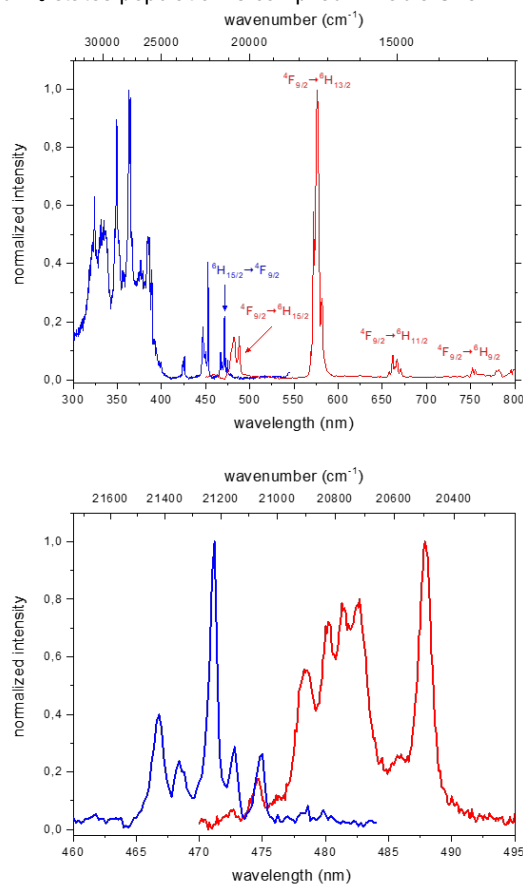 wavenumber (cm⁻¹)
30000 25000 20000 15000
⁴F₉/₂→⁶H₁₃/₂
1,0
0,8
0,6
0,4
0,2
0,0
normalized intensity
⁶H₁₅/₂→⁴F₉/₂
⁴F₉/₂→⁶H₁₅/₂
⁴F₉/₂→⁶H₁₁/₂
⁴F₉/₂→⁶H₉/₂
300 350 400 450 500 550 600 650 700 750 800
wavelength (nm)
wavenumber (cm⁻¹)
21600 21400 21200 21000 20800 20600 20400
1,0
0,8
0,6
0,4
0,2
0,0
normalized intensity
460 465 470 475 480 485 490 495
wavelength (nm)